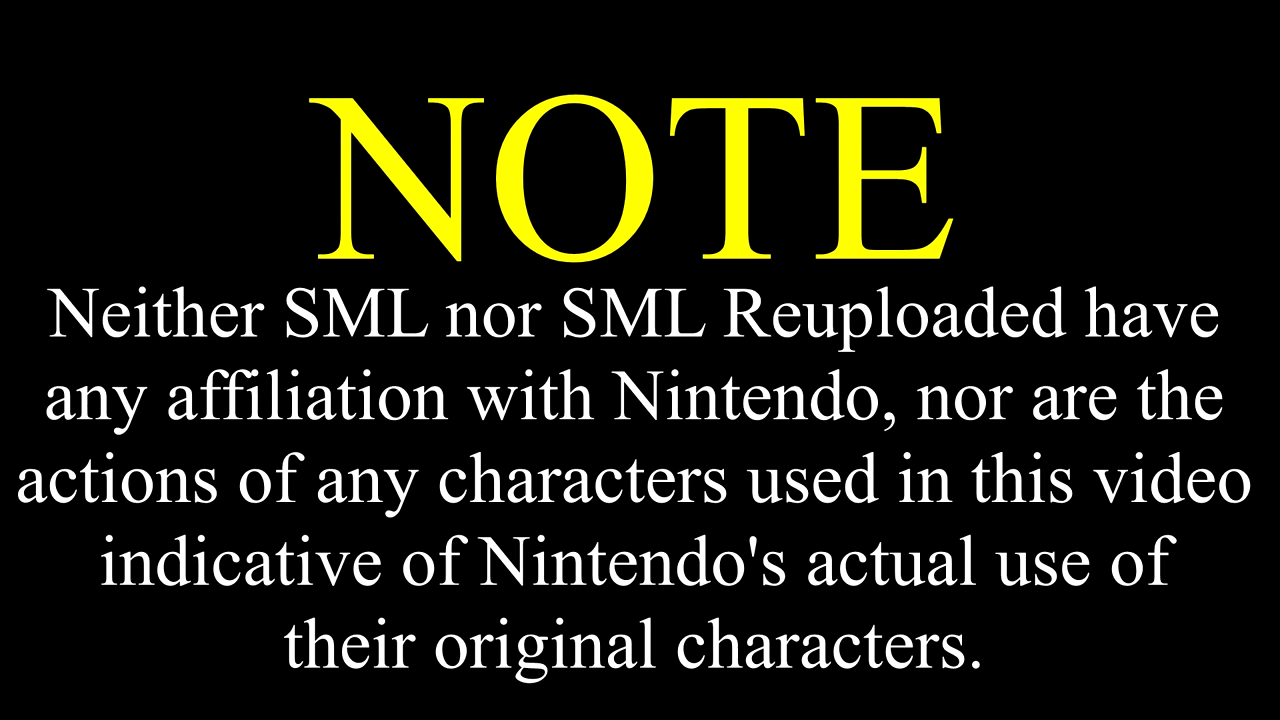 NOTE
Neither SML nor SML Reuploaded have
any affiliation with Nintendo, nor are the
actions of any characters used in this video
indicative of Nintendo's actual use of
their original characters.